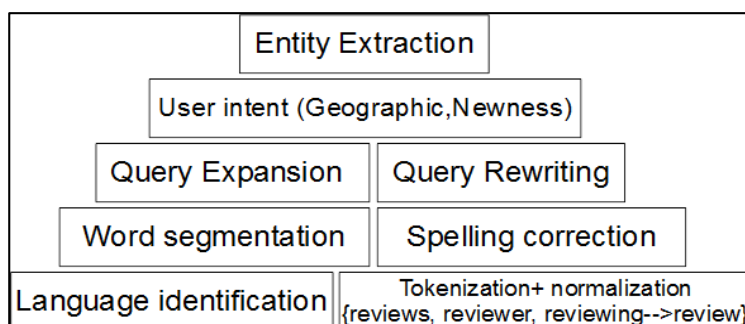 Entity Extraction
User intent (Geographic,Newness)
Query Expansion
Query Rewriting
Word segmentation
Spelling correction
Language identification
Tokenization+ normalization
{reviews, reviewer, reviewing-->review}